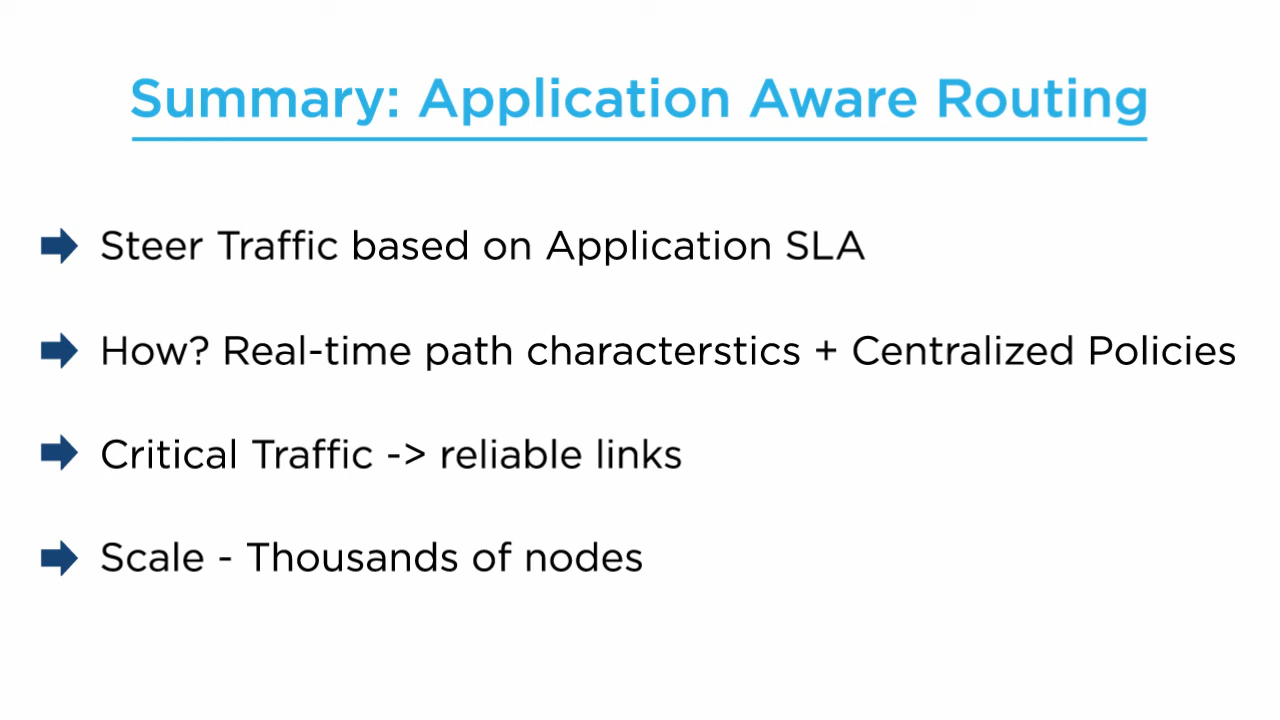 Summary: Application Aware Routing
Steer Traffic based on Application SLA
How? Real-time path characterstics + Centralized Policies
Critical Traffic -> reliable links
Scale - Thousands of nodes